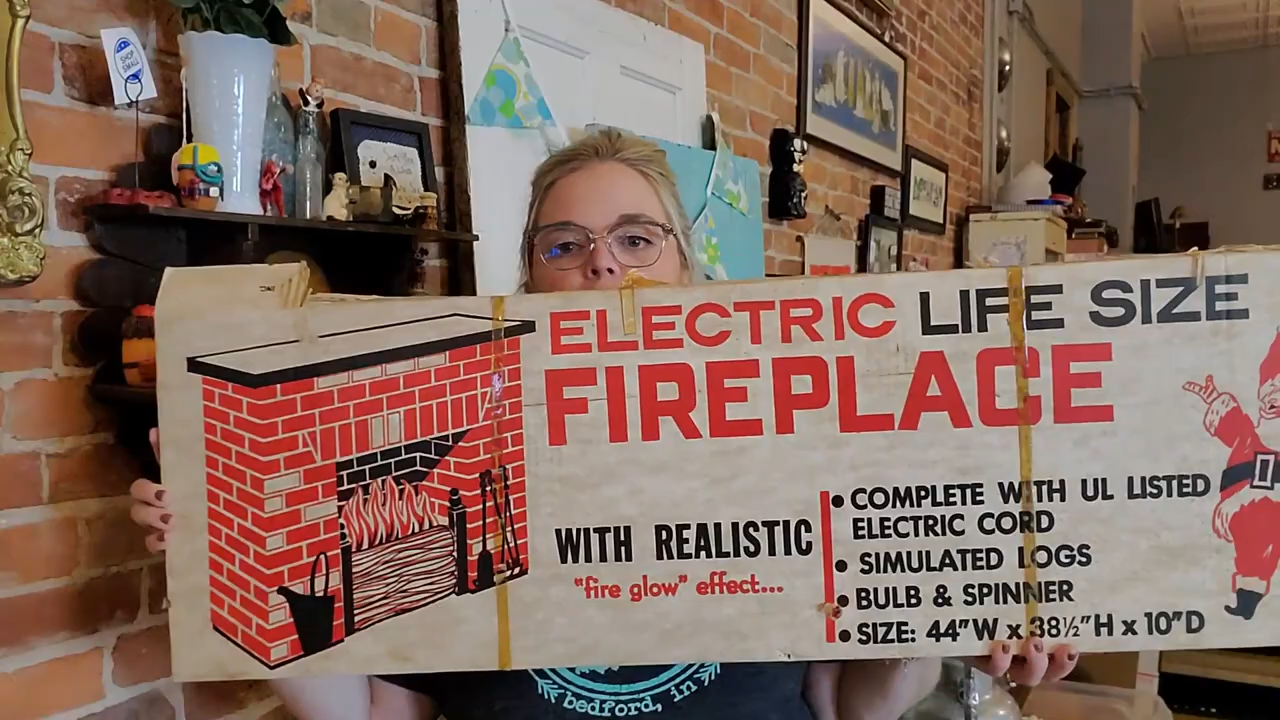 SHOP
SMALL
ELECTRIC LIFE SIZE
FIREPLACE
WITH REALISTIC
"fire glow" effect...
• COMPLETE WITH UL LISTED
ELECTRIC CORD
• SIMULATED LOGS
• BULB & SPINNER
• SIZE: 44"W x 38½"H x 10"D
bedford, in